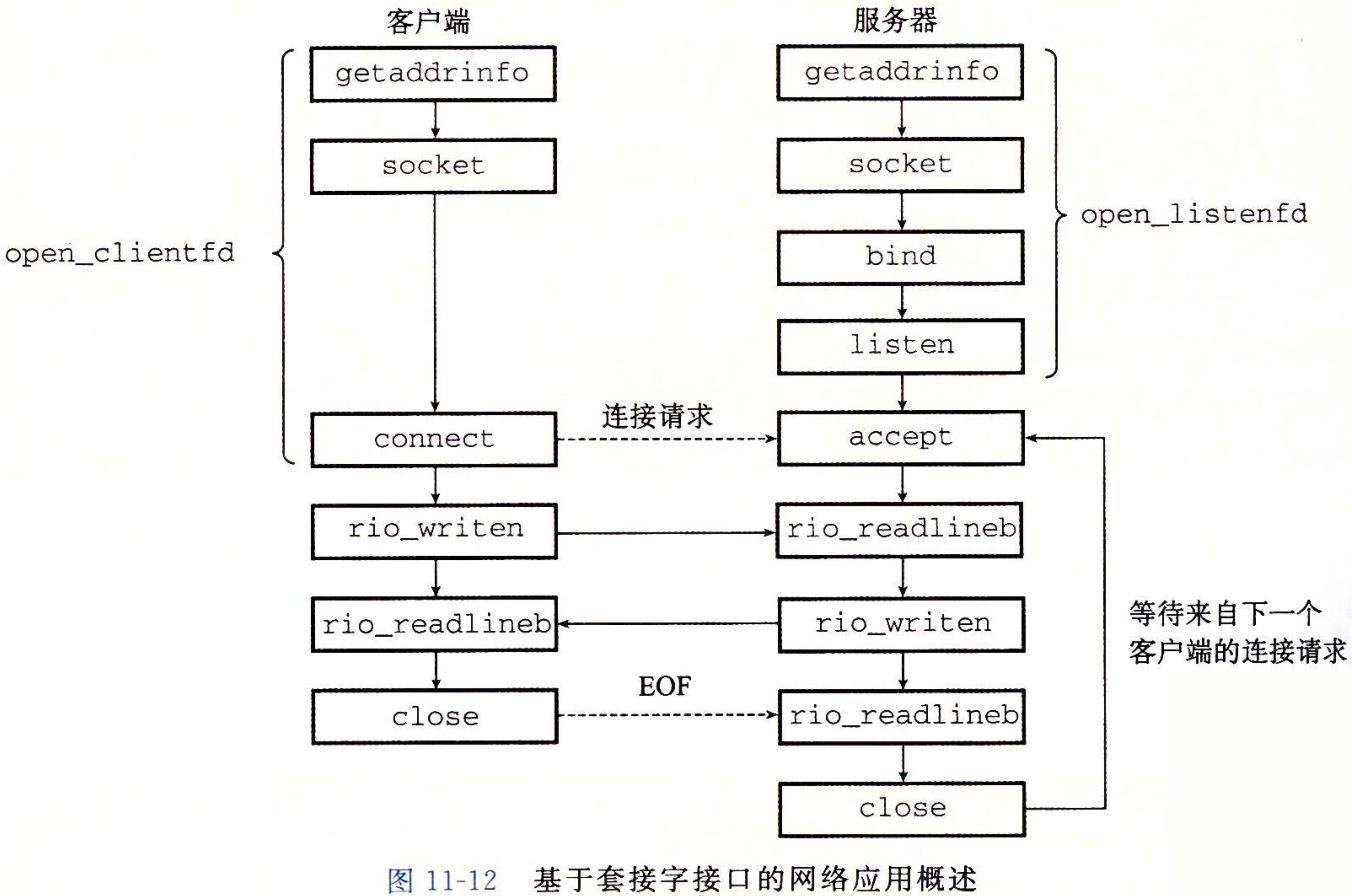 客户端
服务器
getaddrinfo
getaddrinfo
socket
socket
open_clientfd
bind
open_listenfd
listen
连接请求
connect
accept
rio_writen
rio_readlineb
rio_readlineb
rio_writen
等待来自下一个
客户端的连接请求
EOF
close
rio_readlineb
close
图 11-12 基于套接字接口的网络应用概述